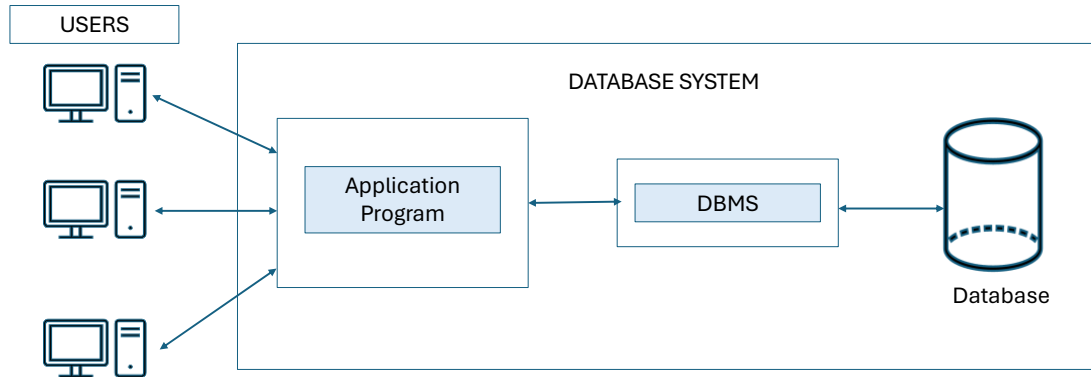 USERS
DATABASE SYSTEM
Application
Program
DBMS
Database